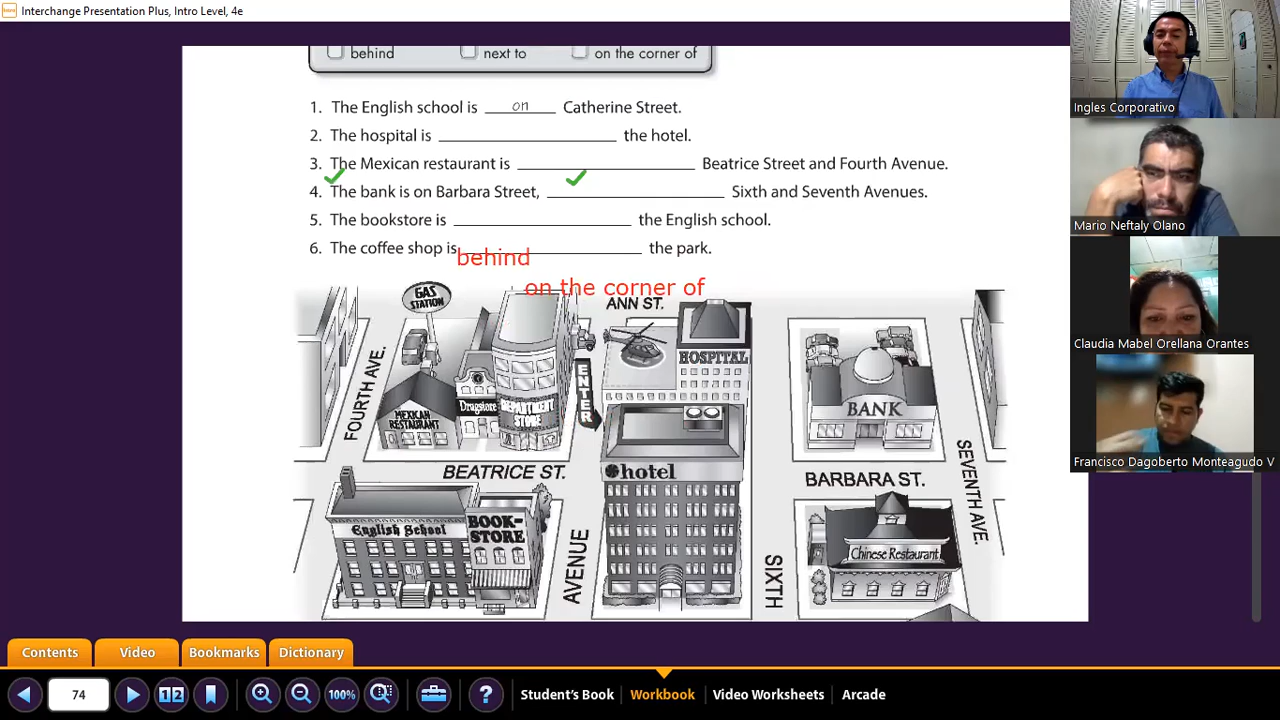 Interchange Presentation Plus, Intro Level, 4e
behind next to on the corner of
1. The English school is on Catherine Street.
2. The hospital is the hotel.
3. The Mexican restaurant is Beatrice Street and Fourth Avenue.
4. The bank is on Barbara Street, Sixth and Seventh Avenues.
5. The bookstore is the English school.
6. The coffee shop is the park.
behind
on the corner of
GAS STATION
ANN ST.
FOURTH AVE.
HOSPITAL
ENTER
MEXICAN RESTAURANT
Drugstore
DEPARTMENT STORE
BANK
BEATRICE ST.
hotel
BARBARA ST.
SEVENTH AVE.
English School
BOOK-STORE
AVENUE
SIXTH
Chinese Restaurant
Ingles Corporativo
Mario Neftaly Olano
Claudia Mabel Orellana Orantes
Francisco Dagoberto Monteagudo V
Contents Video Bookmarks Dictionary
74 12 100% ? Student's Book Workbook Video Worksheets Arcade